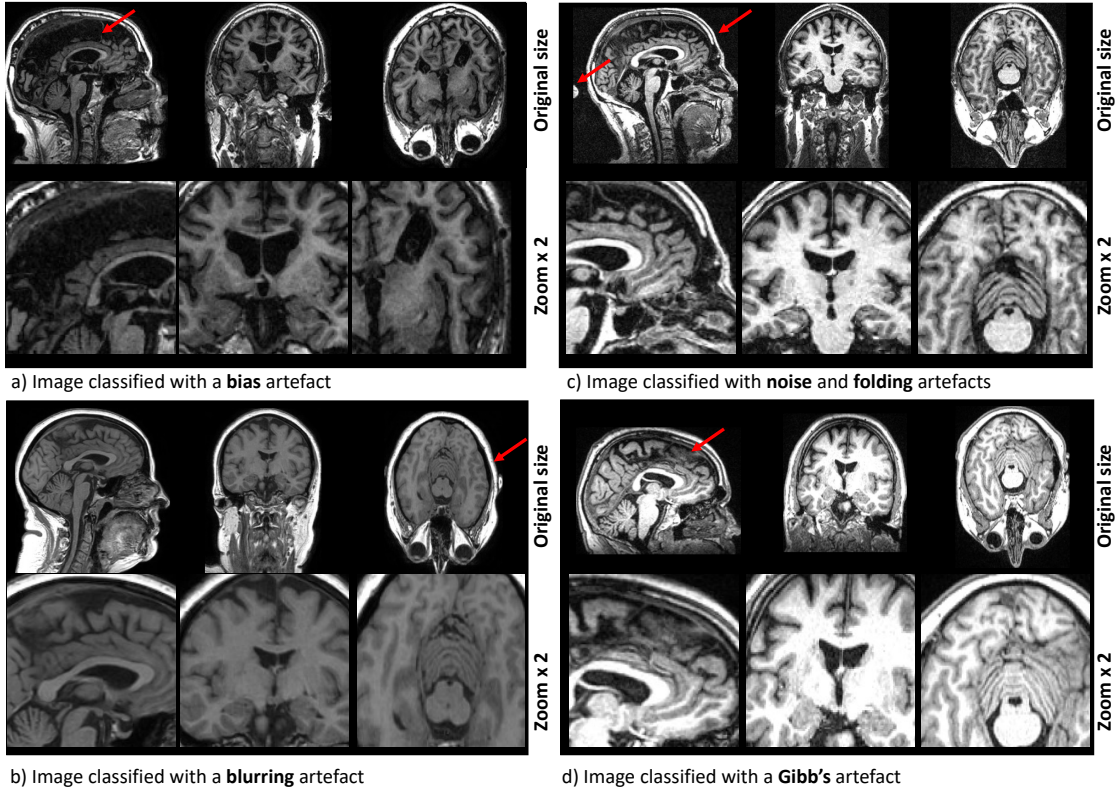 Original size
Zoom x 2
a) Image classified with a bias artefact
Original size
Zoom x 2
c) Image classified with noise and folding artefacts
Original size
Zoom x 2
b) Image classified with a blurring artefact
Original size
Zoom x 2
d) Image classified with a Gibb's artefact